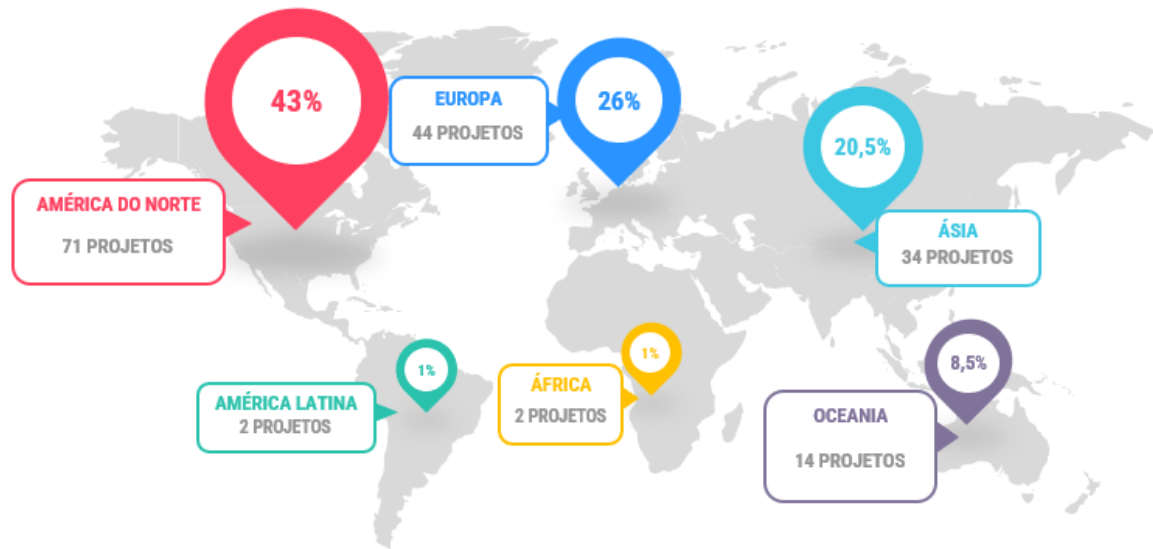 43%
AMÉRICA DO NORTE
71 PROJETOS
EUROPA
44 PROJETOS
26%
20,5%
ÁSIA
34 PROJETOS
1%
AMÉRICA LATINA
2 PROJETOS
1%
ÁFRICA
2 PROJETOS
8,5%
OCEANIA
14 PROJETOS